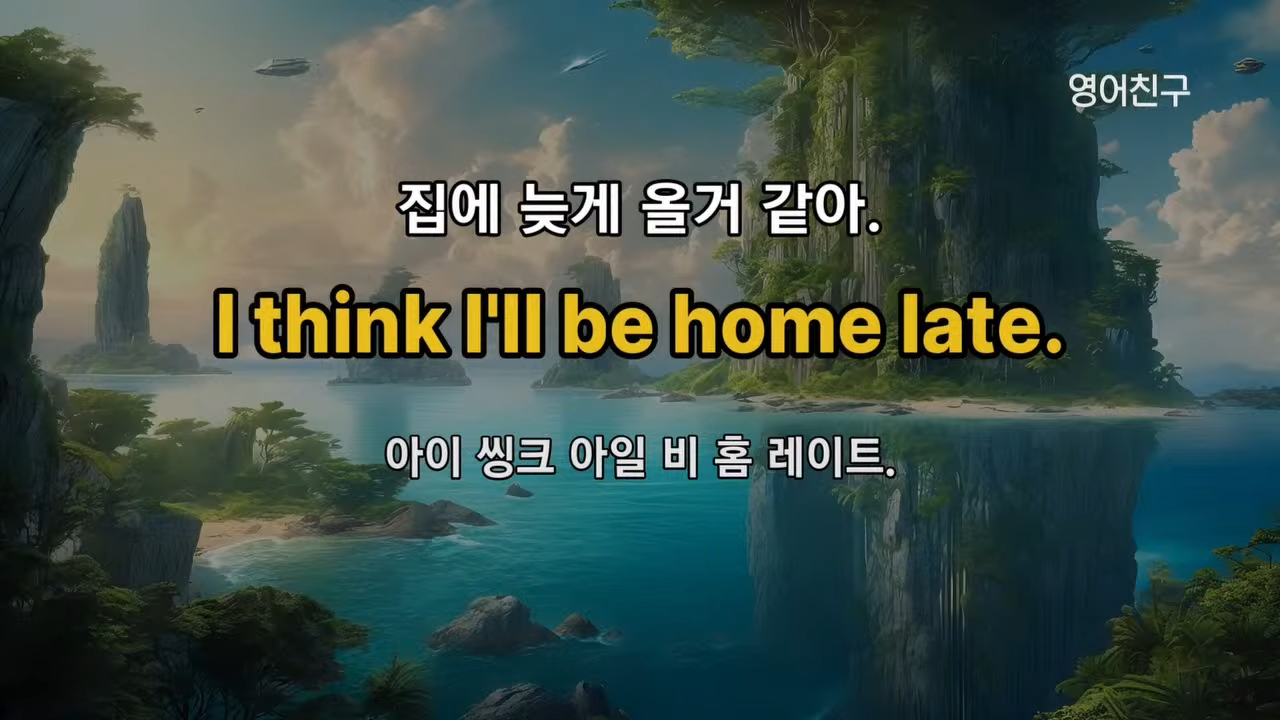 영어친구
집에 늦게 올거 같아.
I think I'll be home late.
아이 씽크 아일 비 홈 레이트.